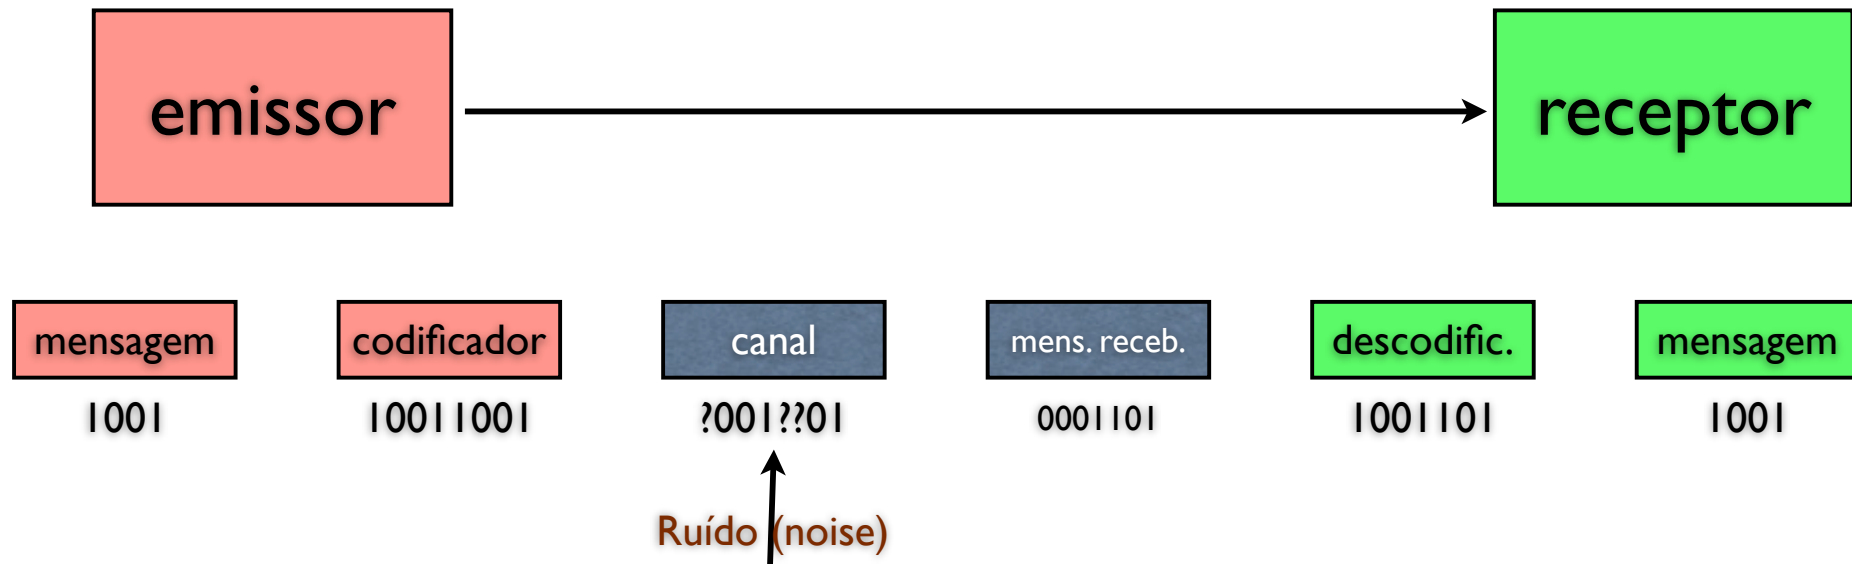 emissor receptor
mensagem codificador canal mens. receb. descodific. mensagem
1001 10011001 ?001??01 0001101 1001101 1001
Ruído (noise)